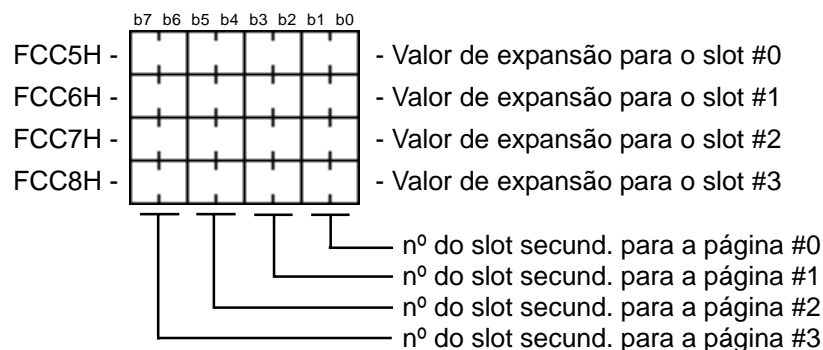 b7 b6 b5 b4 b3 b2 b1 b0
FCC5H - - Valor de expansão para o slot #0
FCC6H - - Valor de expansão para o slot #1
FCC7H - - Valor de expansão para o slot #2
FCC8H - - Valor de expansão para o slot #3
nº do slot secund. para a página #0
nº do slot secund. para a página #1
nº do slot secund. para a página #2
nº do slot secund. para a página #3